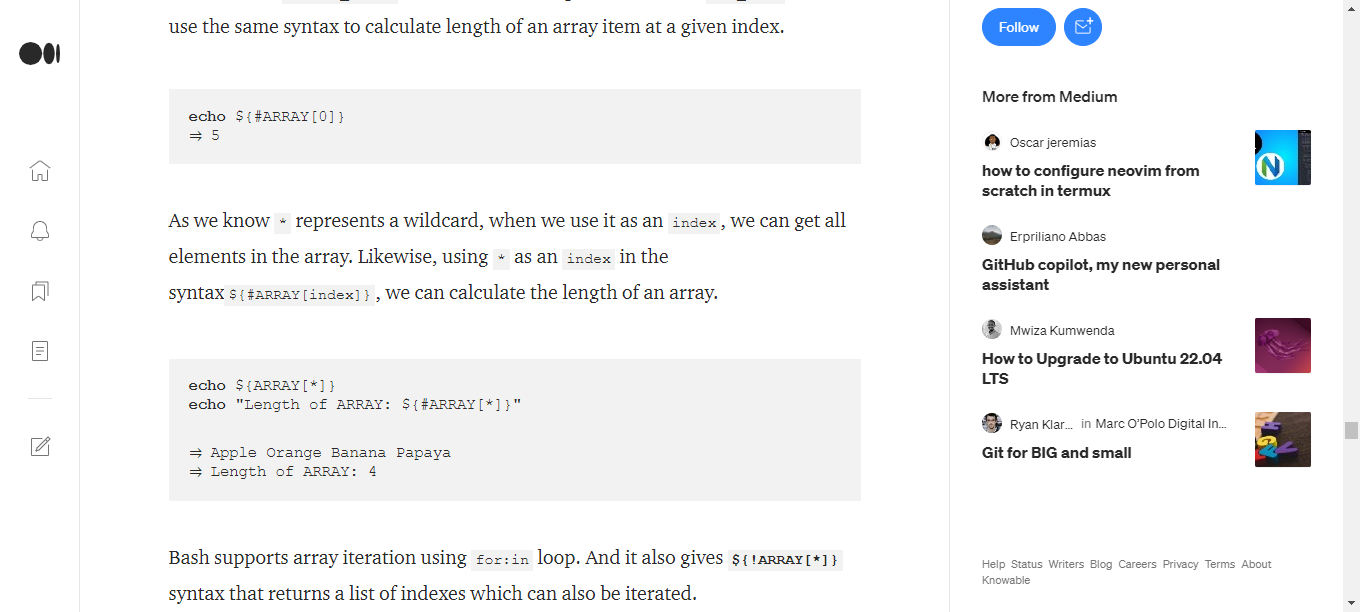 use the same syntax to calculate length of an array item at a given index.
echo ${#ARRAY[0]}
⇒ 5
As we know * represents a wildcard, when we use it as an index, we can get all
elements in the array. Likewise, using * as an index in the
syntax ${#ARRAY[index]}, we can calculate the length of an array.
echo ${ARRAY[*]}
echo "Length of ARRAY: ${#ARRAY[*]}"
⇒ Apple Orange Banana Papaya
⇒ Length of ARRAY: 4
Bash supports array iteration using for:in loop. And it also gives ${!ARRAY[*]}
syntax that returns a list of indexes which can also be iterated.
Follow
More from Medium
Oscar jeremias
how to configure neovim from
scratch in termux
Erpriliano Abbas
GitHub copilot, my new personal
assistant
Mwiza Kumwenda
How to Upgrade to Ubuntu 22.04
LTS
Ryan Klar... in Marc O'Polo Digital In...
Git for BIG and small
Help Status Writers Blog Careers Privacy Terms About
Knowable